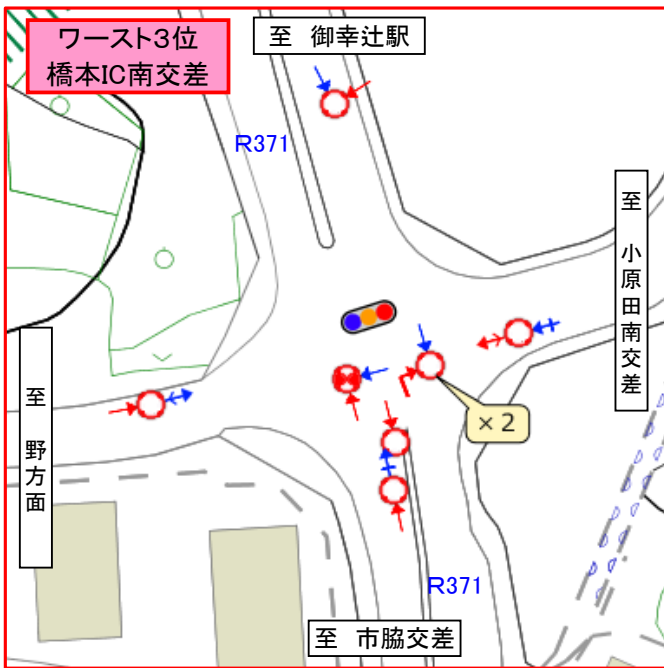 ワースト３位
橋本IC南交差
至 御幸辻駅
R371
至 小原田南交差
至 野方面
×２
R371
至 市脇交差